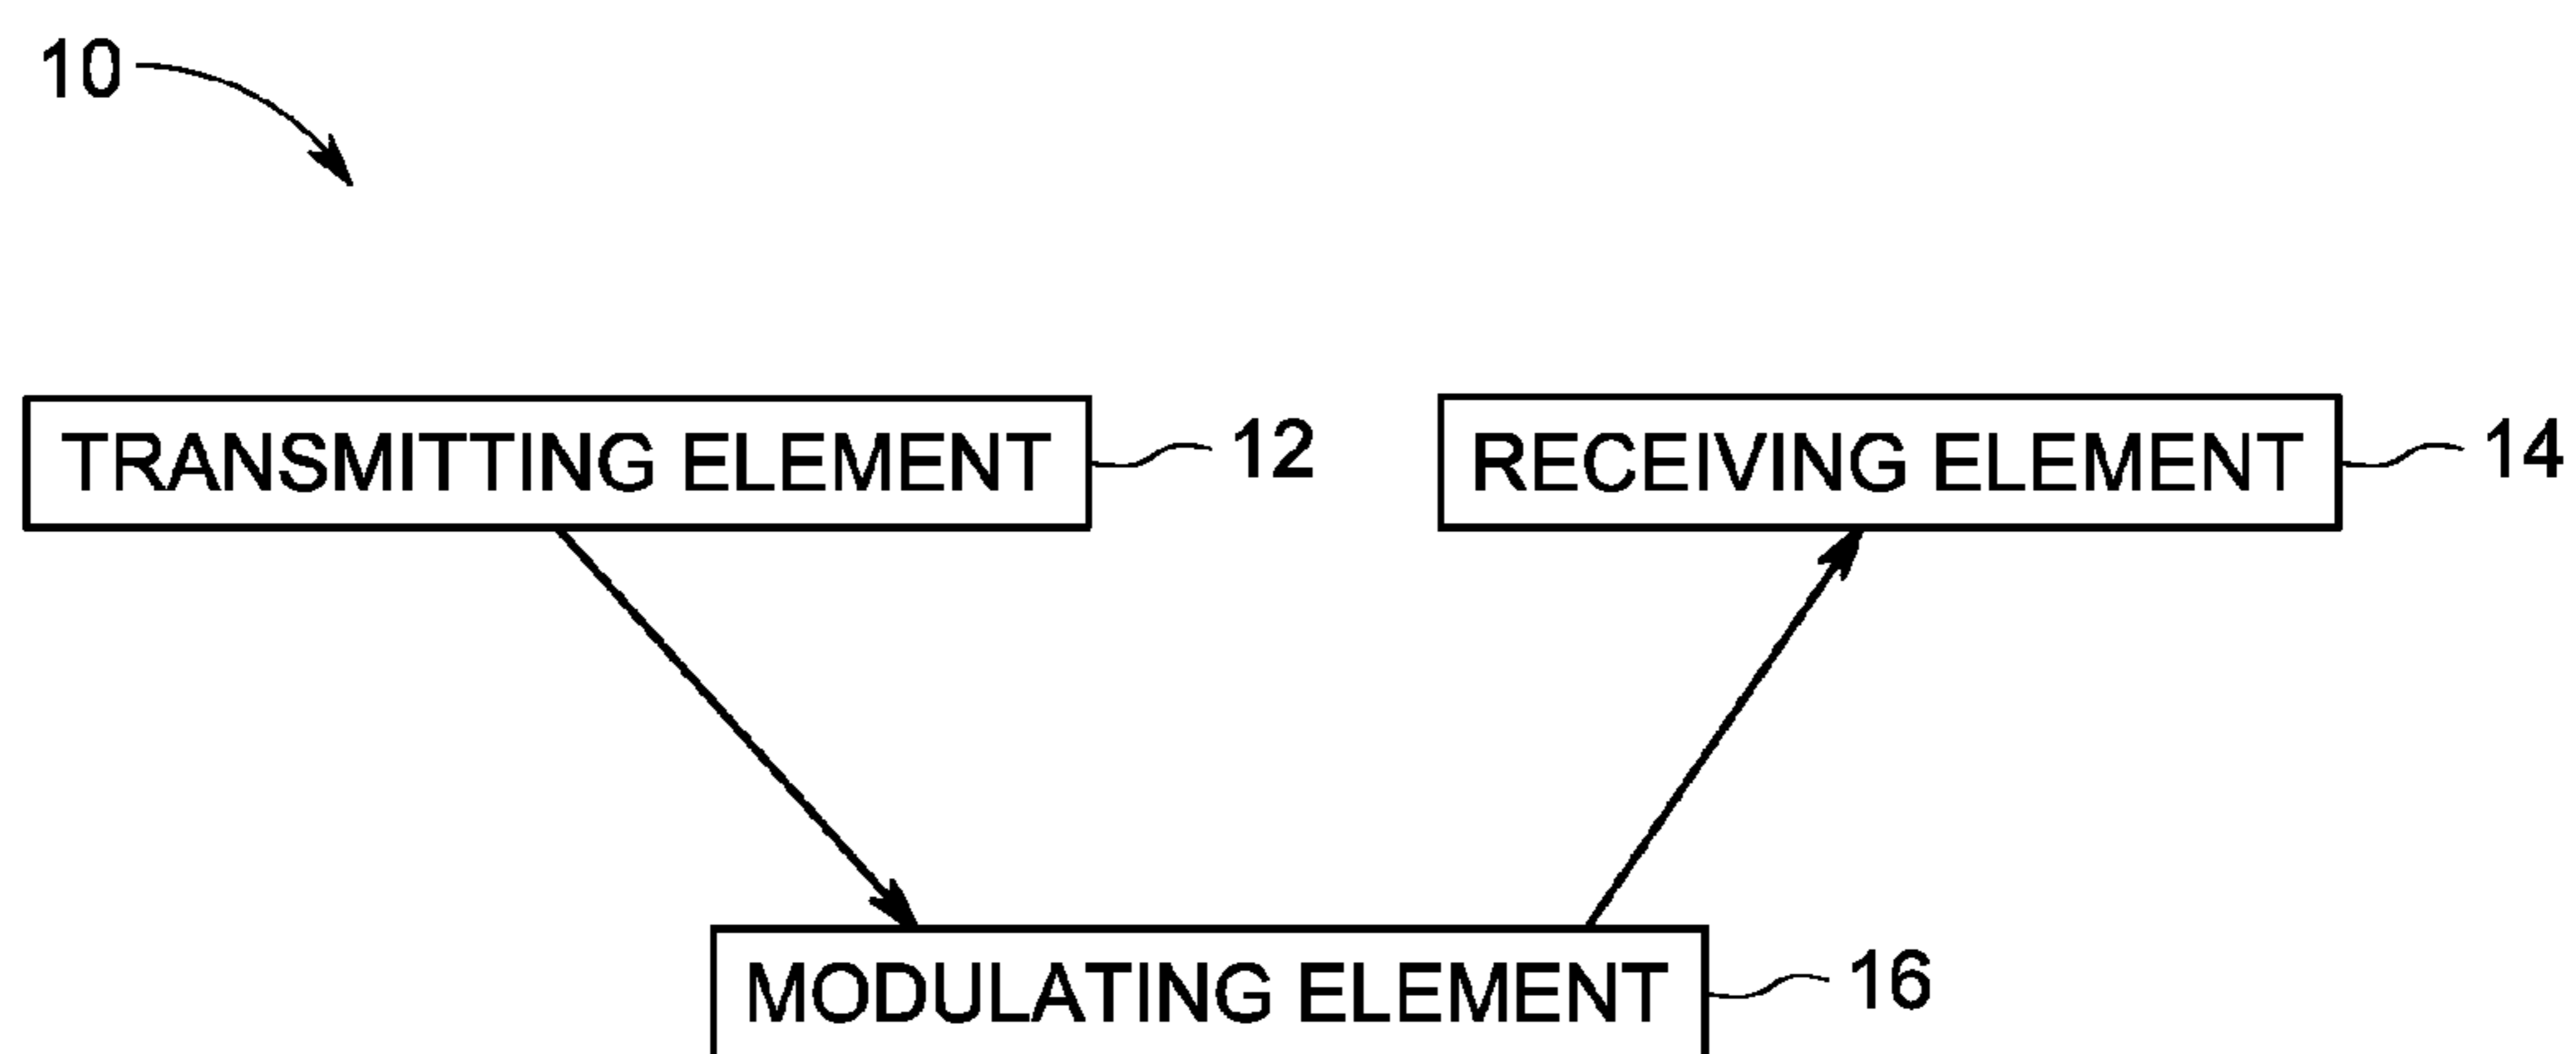 10
TRANSMITTING ELEMENT 12
RECEIVING ELEMENT 14
MODULATING ELEMENT 16